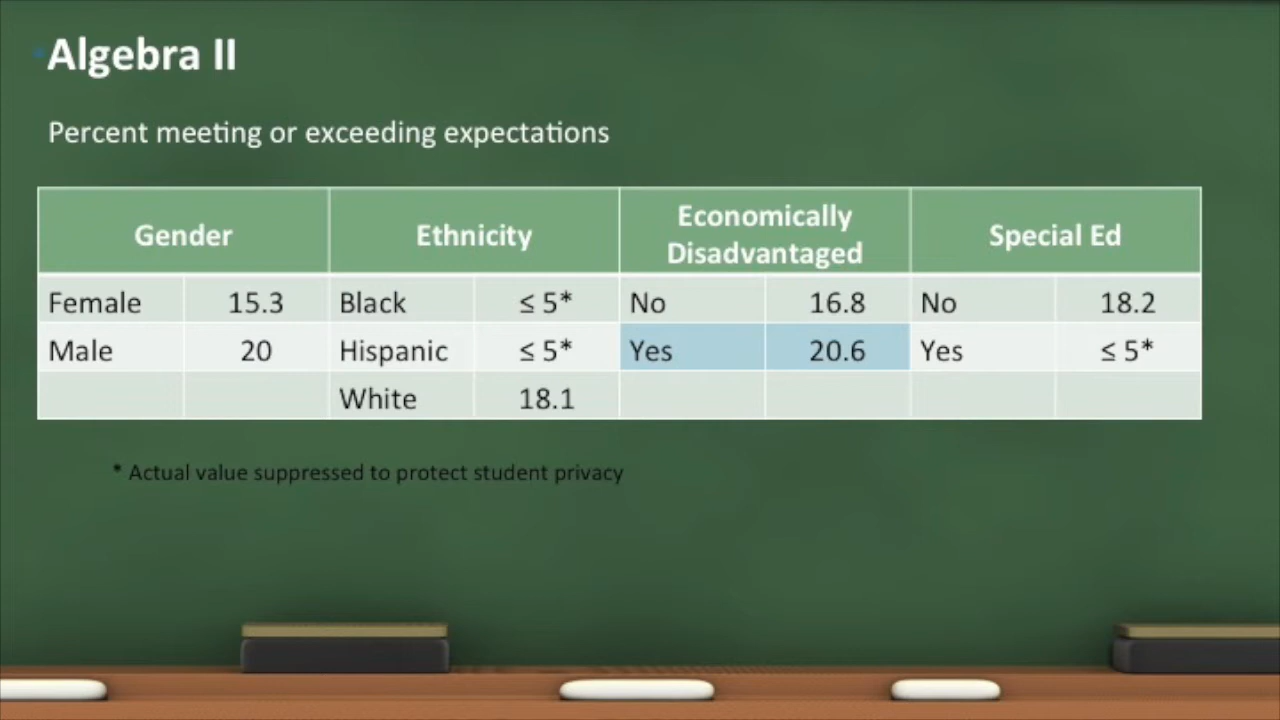 Algebra II
Percent meeting or exceeding expectations
Gender Ethnicity Economically Disadvantaged Special Ed
Female 15.3 Black ≤ 5* No 16.8 No 18.2
Male 20 Hispanic ≤ 5* Yes 20.6 Yes ≤ 5*
White 18.1
* Actual value suppressed to protect student privacy